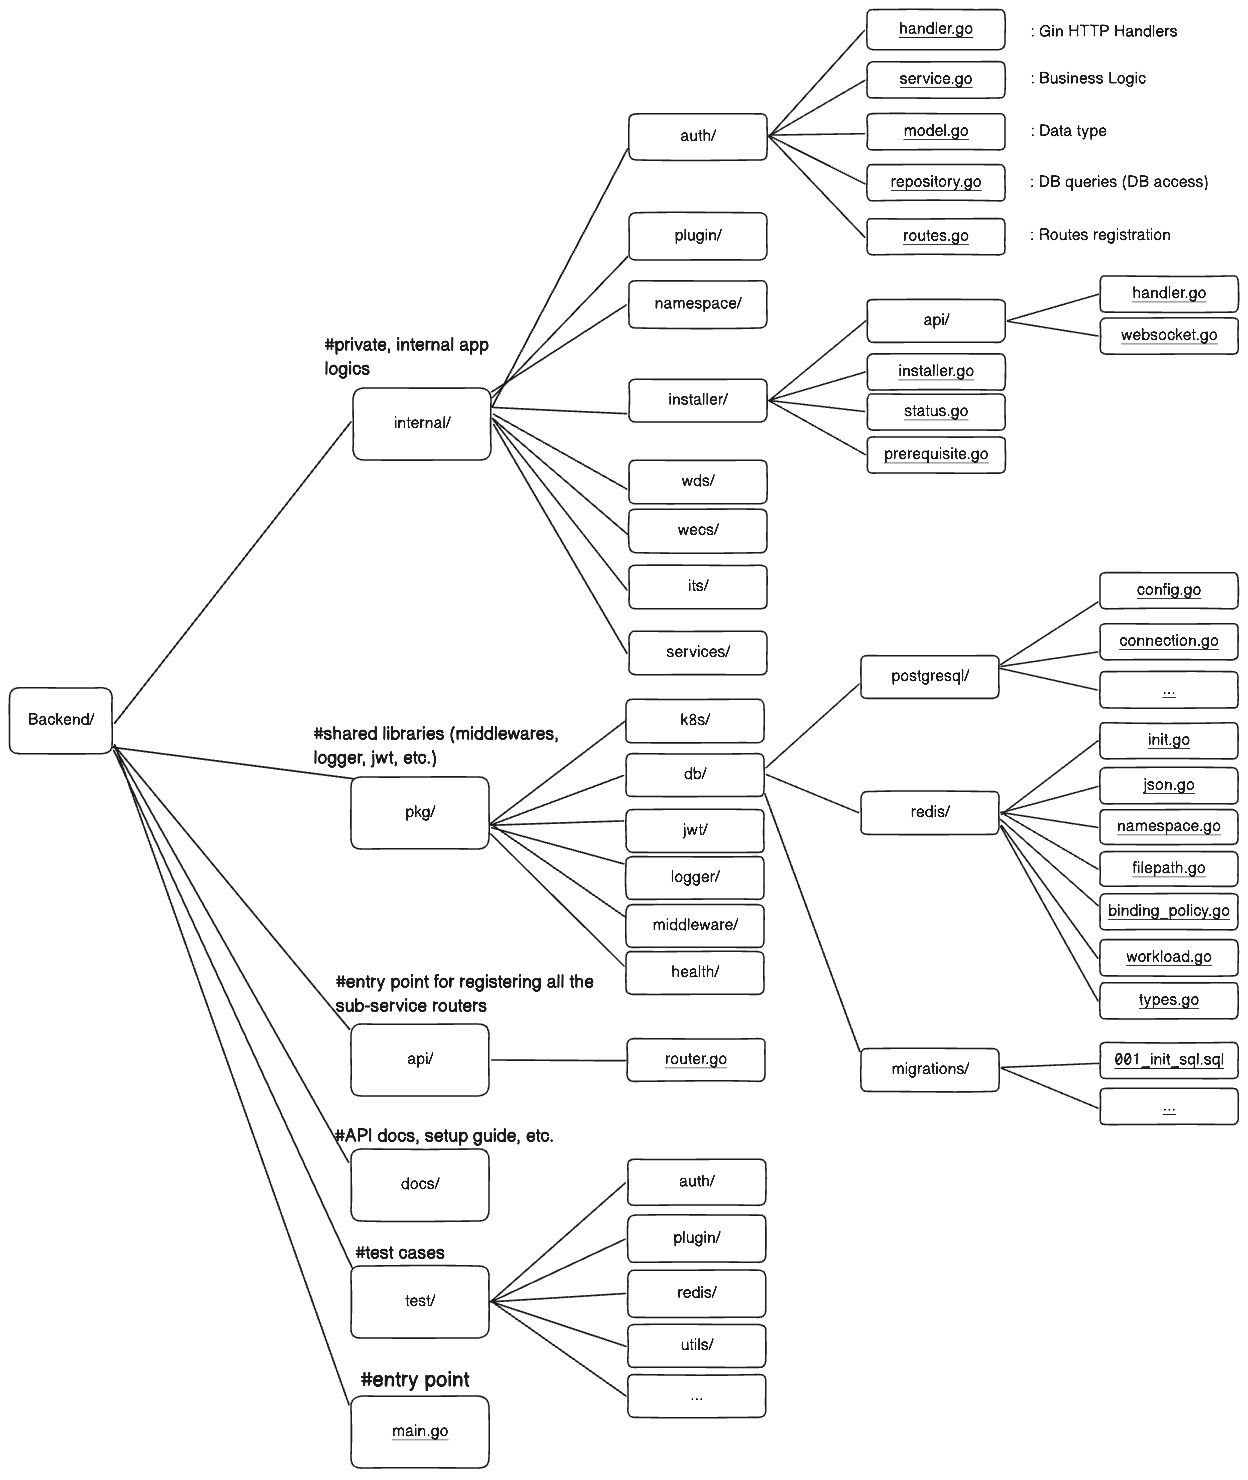 handler.go
: Gin HTTP Handlers
service.go
: Business Logic
auth/
model.go
: Data type
repository.go
: DB queries (DB access)
plugin/
routes.go
: Routes registration
namespace/
handler.go
api/
websocket.go
#private, internal app
logics
installer.go
installer/
status.go
internal/
prerequisite.go
wds/
wecs/
its/
config.go
connection.go
services/
postgresql/
...
Backend/
k8s/
#shared libraries (middlewares,
logger, jwt, etc.)
init.go
db/
json.go
pkg/
redis/
jwt/
namespace.go
logger/
filepath.go
middleware/
binding_policy.go
health/
workload.go
#entry point for registering all the
sub-service routers
types.go
api/
router.go
migrations/
001_init_sql.sql
...
#API docs, setup guide, etc.
docs/
auth/
plugin/
#test cases
test/
redis/
utils/
...
#entry point
main.go